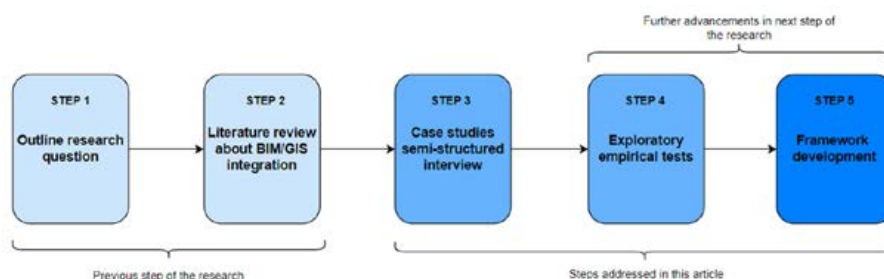 Further advancements in next step of
the research
STEP 1
Outline research
question
STEP 2
Literature review
about BIM/GIS
integration
STEP 3
Case studies
semi-structured
interview
STEP 4
Exploratory
empirical tests
STEP 5
Framework
development
Previous step of the research
Steps addressed in this article